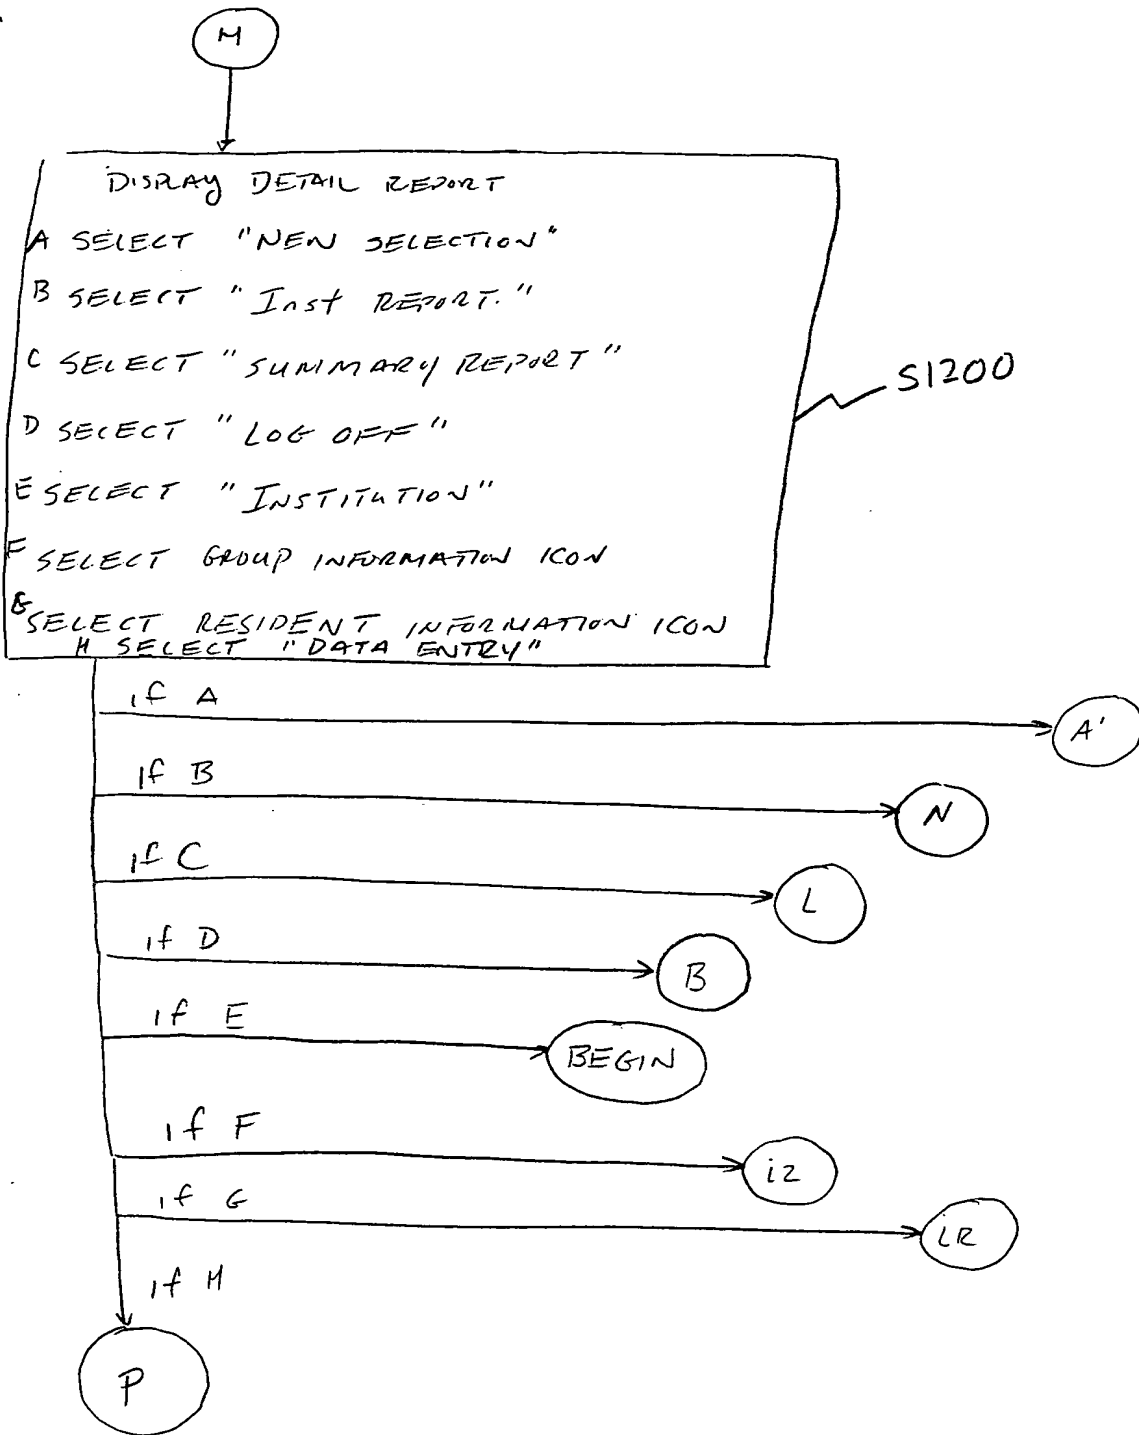 M
DISPLAY DETAIL REPORT
A SELECT "NEW SELECTION"
B SELECT "Inst REPORT."
C SELECT "SUMMARY REPORT"
S1200
D SELECT "LOG OFF"
E SELECT "INSTITUTION"
F SELECT GROUP INFORMATION ICON
G SELECT RESIDENT INFORMATION ICON
H SELECT "DATA ENTRY"
if A
A'
if B
N
if C
L
if D
B
if E
BEGIN
if F
i2
if G
iR
if H
P